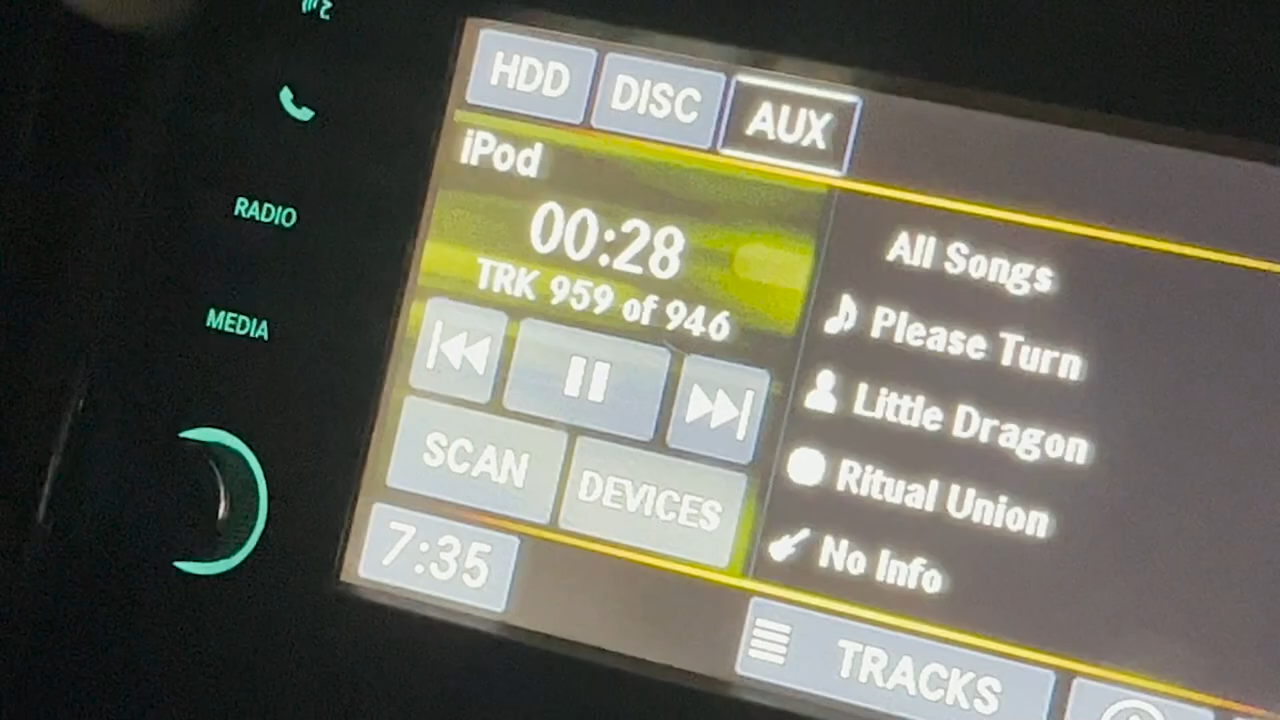 RADIO
MEDIA
HDD DISC AUX
iPod
00:28
TRK 959 of 946
SCAN DEVICES
7:35
All Songs
Please Turn
Little Dragon
Ritual Union
No Info
TRACKS